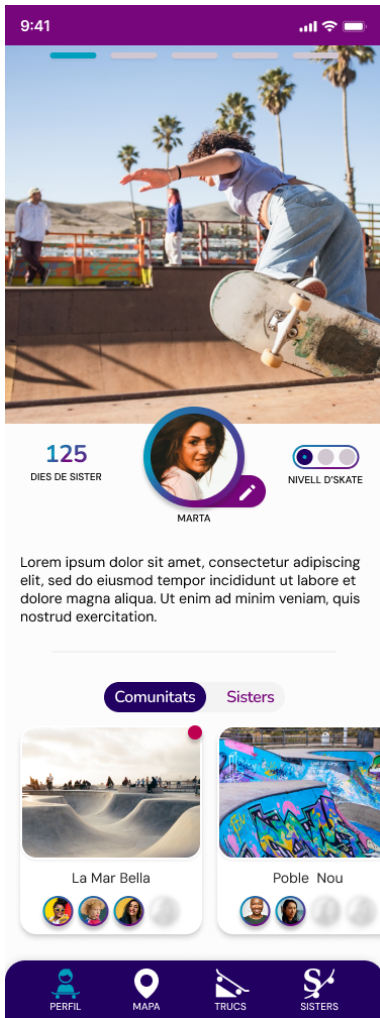 9:41
125
DIES DE SISTER
NIVELL D'SKATE
MARTA
Lorem ipsum dolor sit amet, consectetur adipiscing
elit, sed do eiusmod tempor incididunt ut labore et
dolore magna aliqua. Ut enim ad minim veniam, quis
nostrud exercitation.
Comunitats
Sisters
La Mar Bella
Poble Nou
PERFIL
MAPA
TRUCS
SISTERS